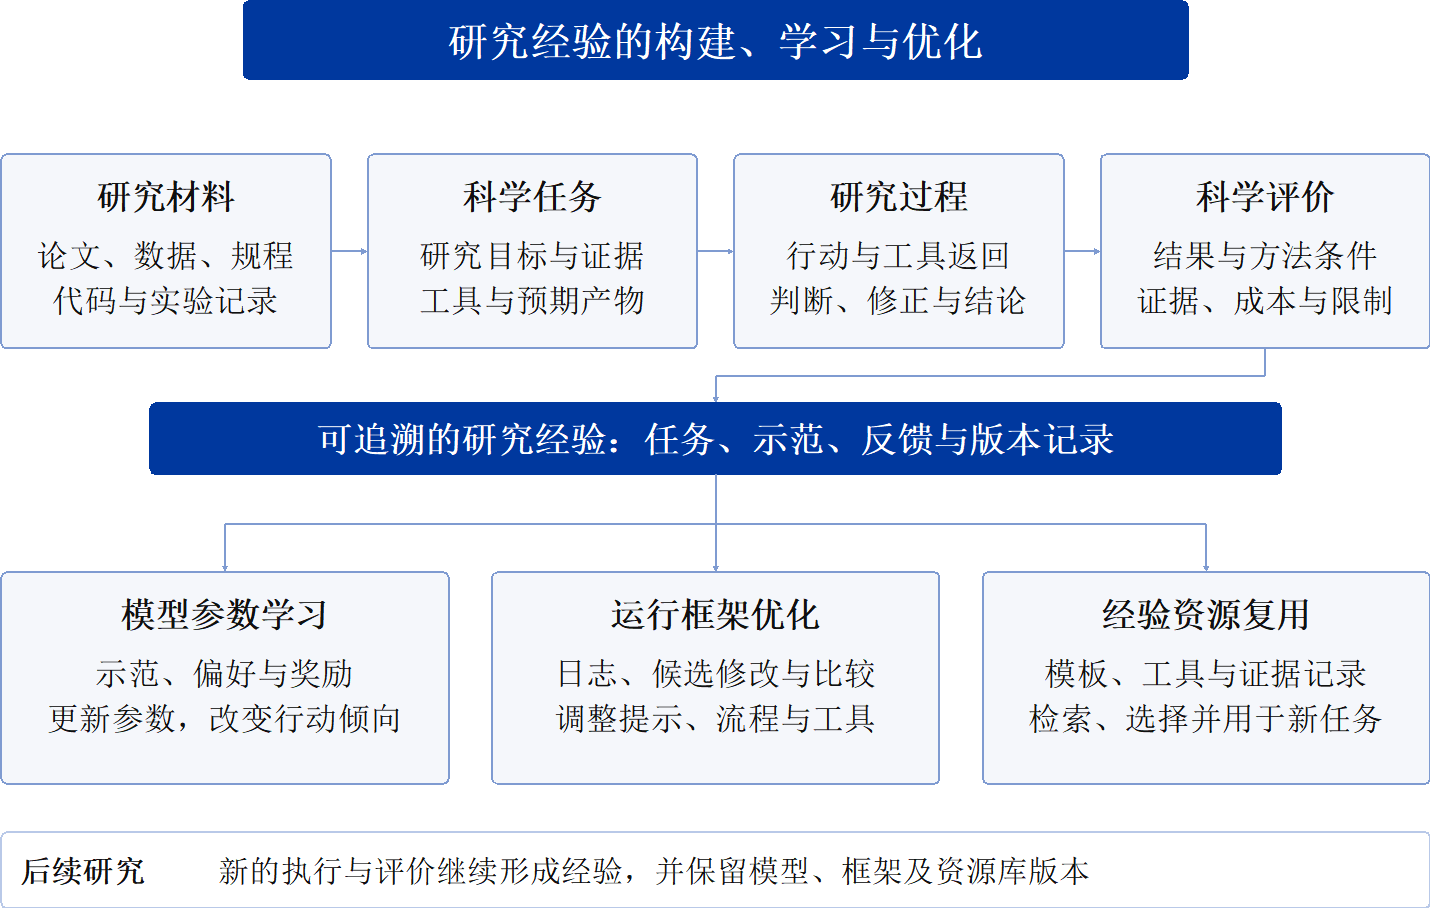 研究经验的构建、学习与优化
研究材料
论文、数据、规程
代码与实验记录
科学任务
研究目标与证据
工具与预期产物
研究过程
行动与工具返回
判断、修正与结论
科学评价
结果与方法条件
证据、成本与限制
可追溯的研究经验：任务、示范、反馈与版本记录
模型参数学习
示范、偏好与奖励
更新参数，改变行动倾向
运行框架优化
日志、候选修改与比较
调整提示、流程与工具
经验资源复用
模板、工具与证据记录
检索、选择并用于新任务
后续研究 新的执行与评价继续形成经验，并保留模型、框架及资源库版本